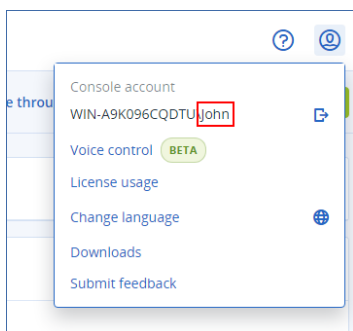 e throu
Console account
WIN-A9K096CQDTU\John
Voice control BETA
License usage
Change language
Downloads
Submit feedback